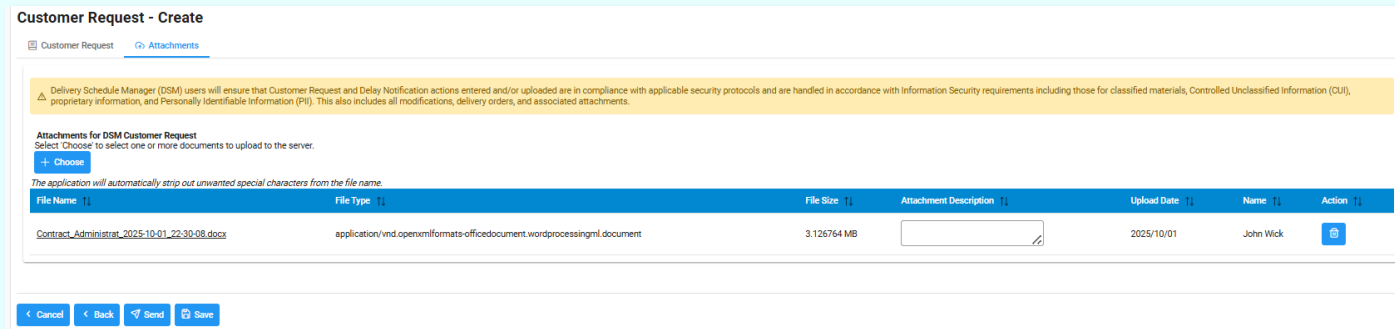 Customer Request - Create
Customer Request Attachments
Delivery Schedule Manager (DSM) users will ensure that Customer Request and Delay Notification actions entered and/or uploaded are in compliance with applicable security protocols and are handled in accordance with Information Security requirements including those for classified materials, Controlled Unclassified Information (CUI),
proprietary information, and Personally Identifiable Information (PII). This also includes all modifications, delivery orders, and associated attachments.
Attachments for DSM Customer Request
Select 'Choose' to select one or more documents to upload to the server.
+ Choose
The application will automatically strip out unwanted special characters from the file name.
File Name File Type File Size Attachment Description Upload Date Name Action
Contract_Administrat_2025-10-01_22-30-08.docx application/vnd.openxmlformats-officedocument.wordprocessingml.document 3.126764 MB 2025/10/01 John Wick
Cancel Back Send Save